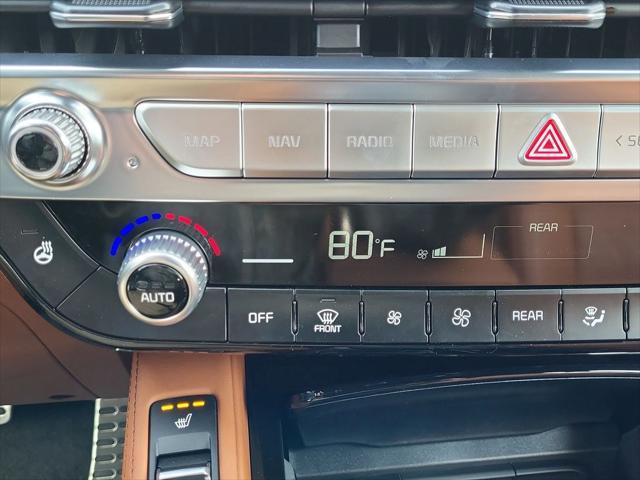 MAP NAV RADIO MEDIA
80°F
REAR
AUTO OFF FRONT REAR